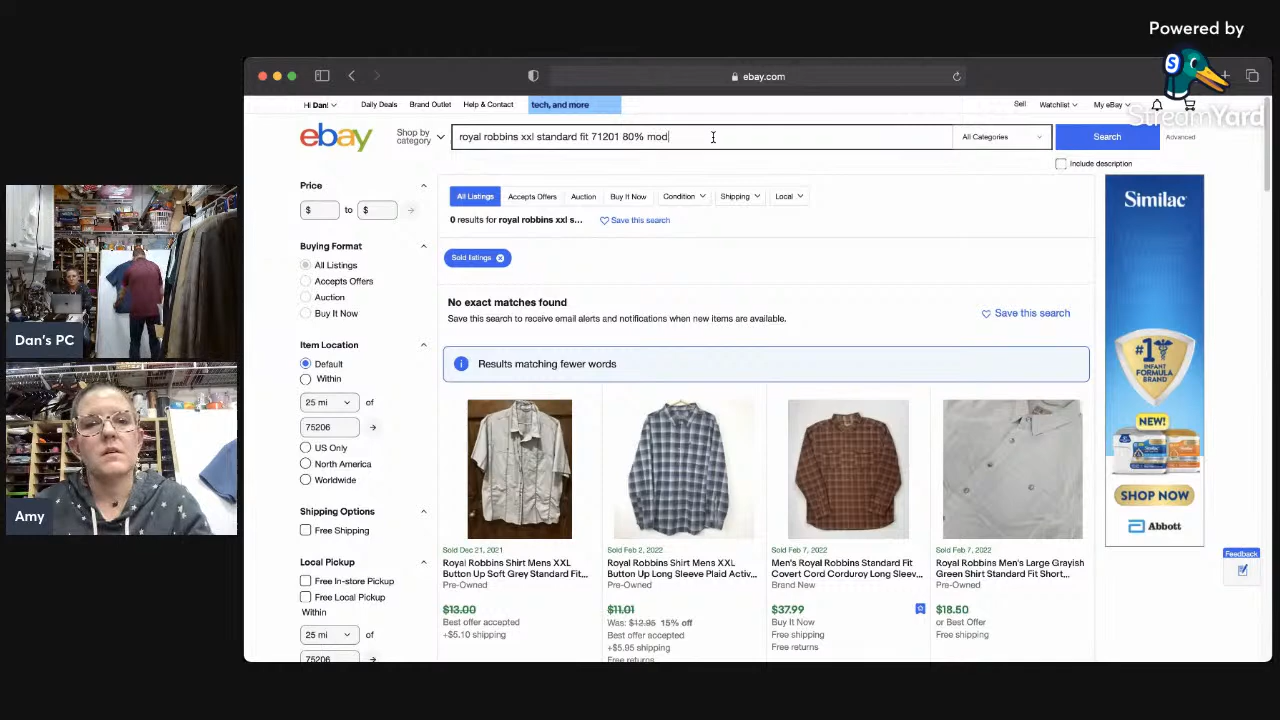 Powered by
S
StreamYard
ebay.com
Hi Dan!
Daily Deals
Brand Outlet
Help & Contact
tech, and more
Sell
Watchlist
My eBay
ebay
Shop by category
royal robbins xxl standard fit 71201 80% mod
All Categories
Search
Advanced
Include description
Price
$
to
$
Buying Format
All Listings
Accepts Offers
Auction
Buy It Now
Item Location
Default
Within
25 mi
of
75206
US Only
North America
Worldwide
Shipping Options
Free Shipping
Local Pickup
Free In-store Pickup
Free Local Pickup
Within
25 mi
of
75206
All Listings
Accepts Offers
Auction
Buy It Now
Condition
Shipping
Local
0 results for royal robbins xxl s...
Save this search
Sold listings
No exact matches found
Save this search to receive email alerts and notifications when new items are available.
Save this search
Results matching fewer words
Sold Dec 21, 2021
Royal Robbins Shirt Mens XXL
Button Up Soft Grey Standard Fit...
Pre-Owned
$13.00
Best offer accepted
+$5.10 shipping
Sold Feb 2, 2022
Royal Robbins Shirt Mens XXL
Button Up Long Sleeve Plaid Activ...
Pre-Owned
$11.01
Was: $12.95 15% off
Best offer accepted
+$5.95 shipping
Free returns
Sold Feb 7, 2022
Men's Royal Robbins Standard Fit
Covert Cord Corduroy Long Sleev...
Brand New
$37.99
Buy It Now
Free shipping
Free returns
Sold Feb 7, 2022
Royal Robbins Men's Large Grayish
Green Shirt Standard Fit Short...
Pre-Owned
$18.50
or Best Offer
Free shipping
Similac
#1
INFANT
FORMULA
BRAND
NEW!
SHOP NOW
Abbott
Feedback
Dan's PC
Amy